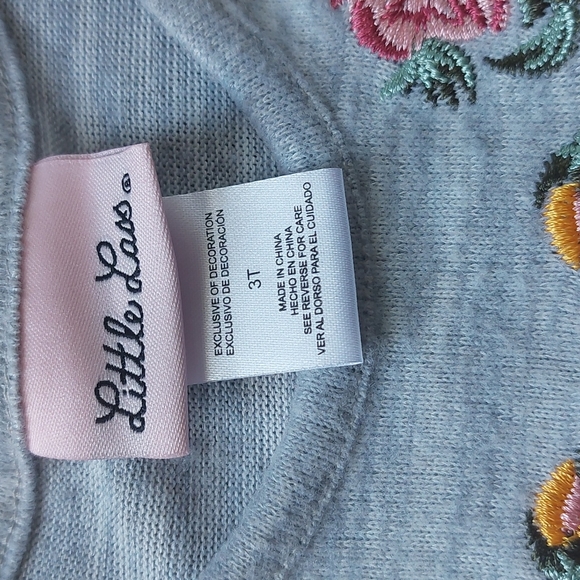 Little Lass®
EXCLUSIVE OF DECORATION
EXCLUSIVO DE DECORACIÓN
3T
MADE IN CHINA
HECHO EN CHINA
SEE REVERSE FOR CARE
VER AL DORSO PARA EL CUIDADO